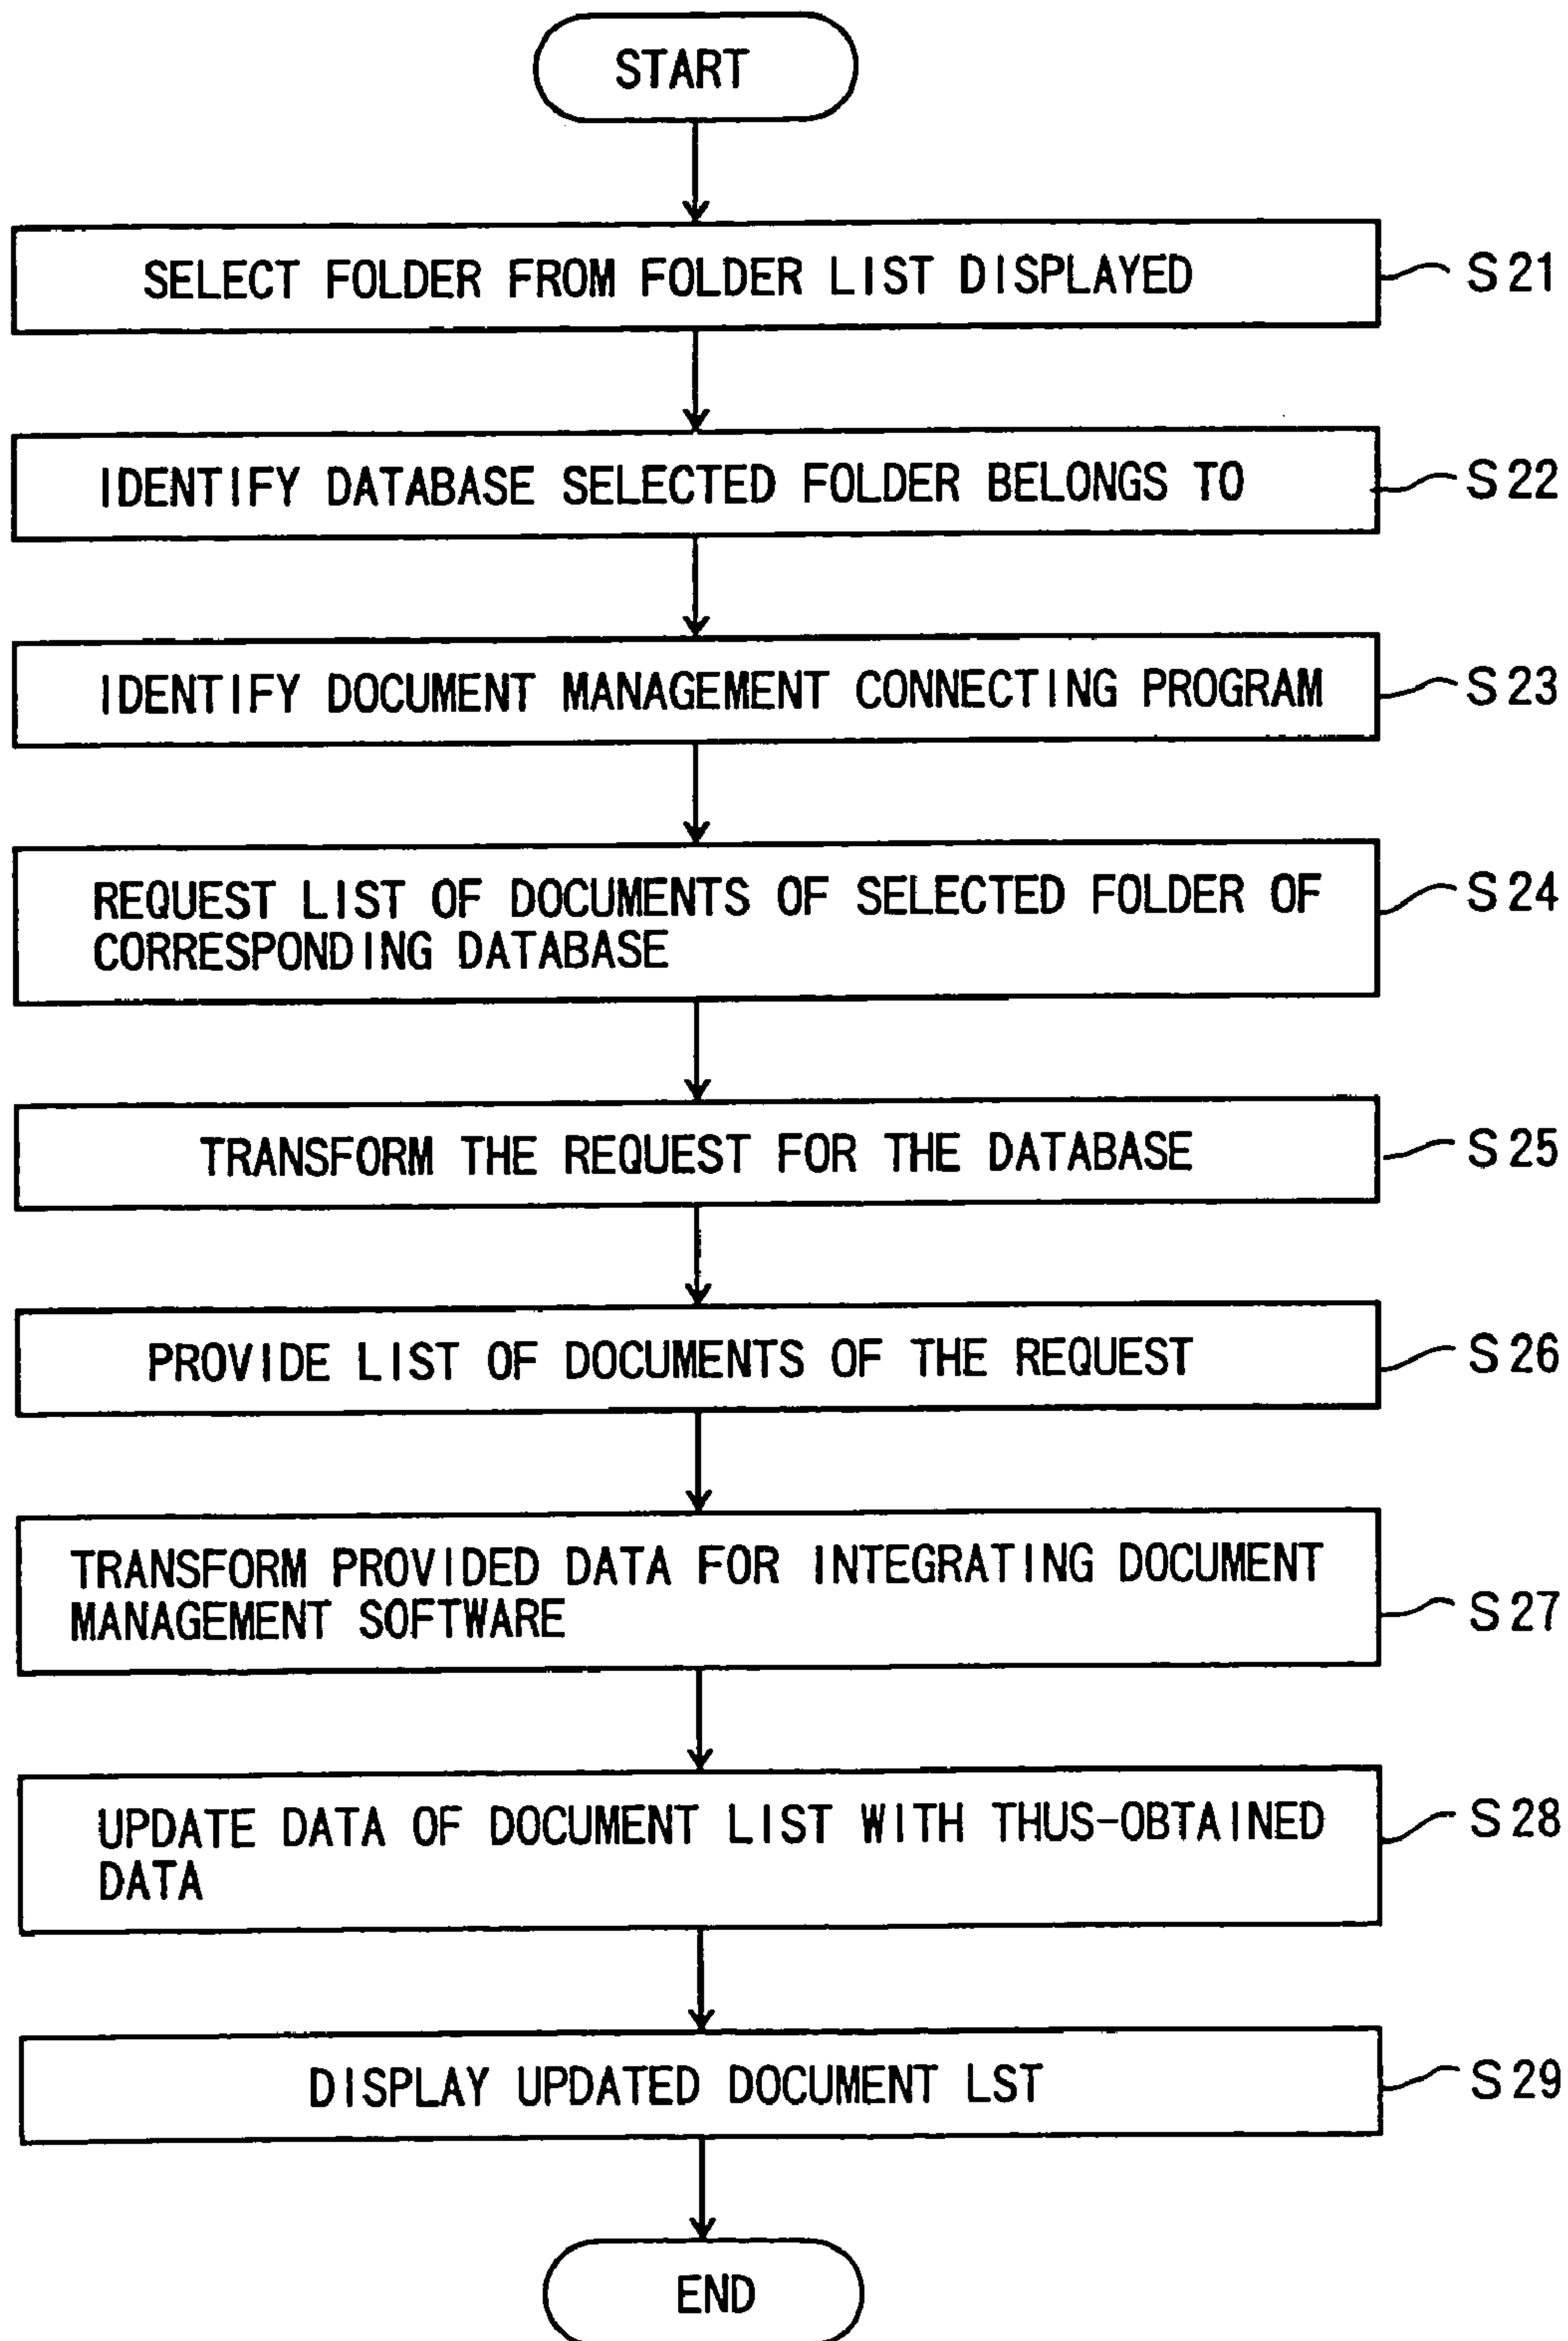 START
SELECT FOLDER FROM FOLDER LIST DISPLAYED
S21
IDENTIFY DATABASE SELECTED FOLDER BELONGS TO
S22
IDENTIFY DOCUMENT MANAGEMENT CONNECTING PROGRAM
S23
REQUEST LIST OF DOCUMENTS OF SELECTED FOLDER OF
CORRESPONDING DATABASE
S24
TRANSFORM THE REQUEST FOR THE DATABASE
S25
PROVIDE LIST OF DOCUMENTS OF THE REQUEST
S26
TRANSFORM PROVIDED DATA FOR INTEGRATING DOCUMENT
MANAGEMENT SOFTWARE
S27
UPDATE DATA OF DOCUMENT LIST WITH THUS-OBTAINED
DATA
S28
DISPLAY UPDATED DOCUMENT LST
S29
END